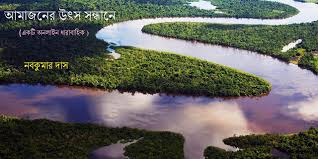 আমাজনের উৎস সন্ধানে
(একটি অনলাইন ধারাবাহিক)
নবকুমার দাস